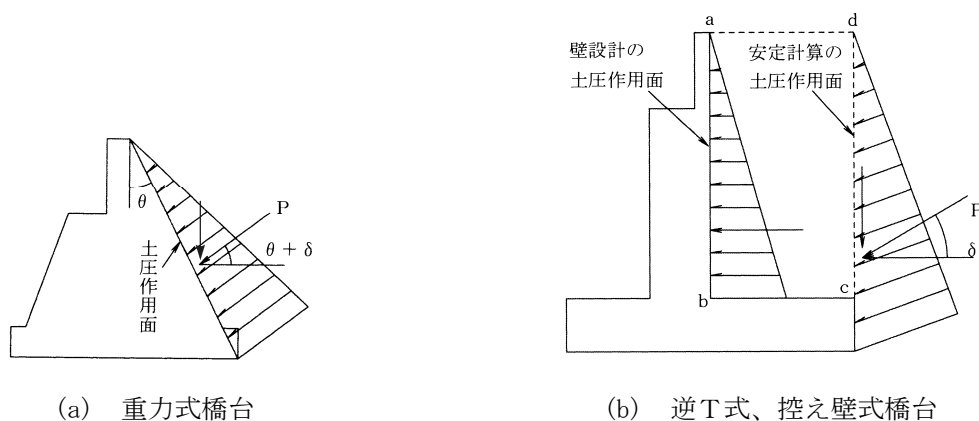 θ
P
θ + δ
土圧作用面
(a) 重力式橋台
a
d
壁設計の
土圧作用面
安定計算の
土圧作用面
P
δ
b
c
(b) 逆T式、控え壁式橋台